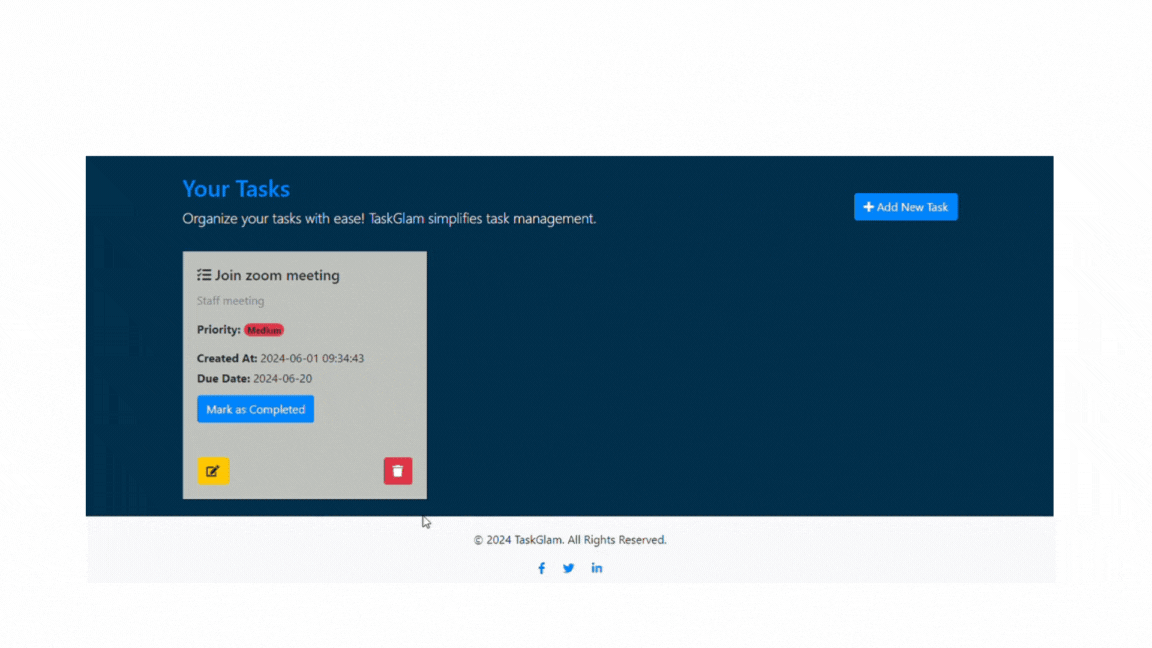 Your Tasks
Organize your tasks with ease! TaskGlam simplifies task management.
Add New Task
Join zoom meeting
Staff meeting
Priority: Medium
Created At: 2024-06-01 09:34:43
Due Date: 2024-06-20
Mark as Completed
© 2024 TaskGlam. All Rights Reserved.